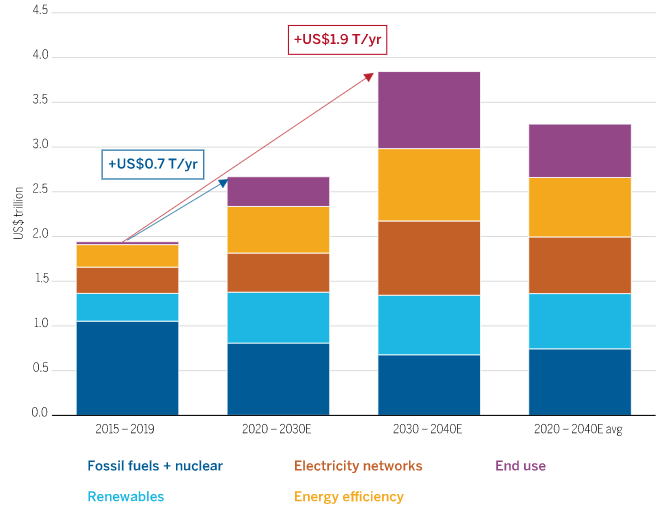 4.5
4.0
+US$1.9 T/yr
3.5
3.0
+US$0.7 T/yr
2.5
US$ trillion
2.0
1.5
1.0
0.5
0.0
2015 – 2019 2020 – 2030E 2030 – 2040E 2020 – 2040E avg
Fossil fuels + nuclear Electricity networks End use
Renewables Energy efficiency